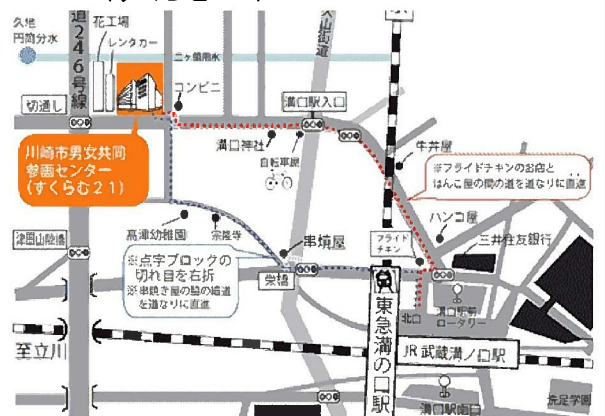 久地
円筒分水
道246号線
花工場
レンタカー
二ヶ領用水
大山街道
コンビニ
切通し
溝口駅入口
川崎市男女共同
参画センター
(すくらむ21)
溝口神社
自転車屋
牛丼屋
※フライドチキンのお店と
はんこ屋の間の道を道なりに直進
ハンコ屋
三井住友銀行
フライド
チキン
津田山陸橋
高津幼稚園
宗隆寺
串焼屋
※点字ブロックの
切れ目を右折
※串焼き屋の脇の細道
を道なりに直進
栄橋
北口
溝口駅前
ロータリー
至立川
東急溝の口駅
JR 武蔵溝ノ口駅
溝口駅南口
洗足学園